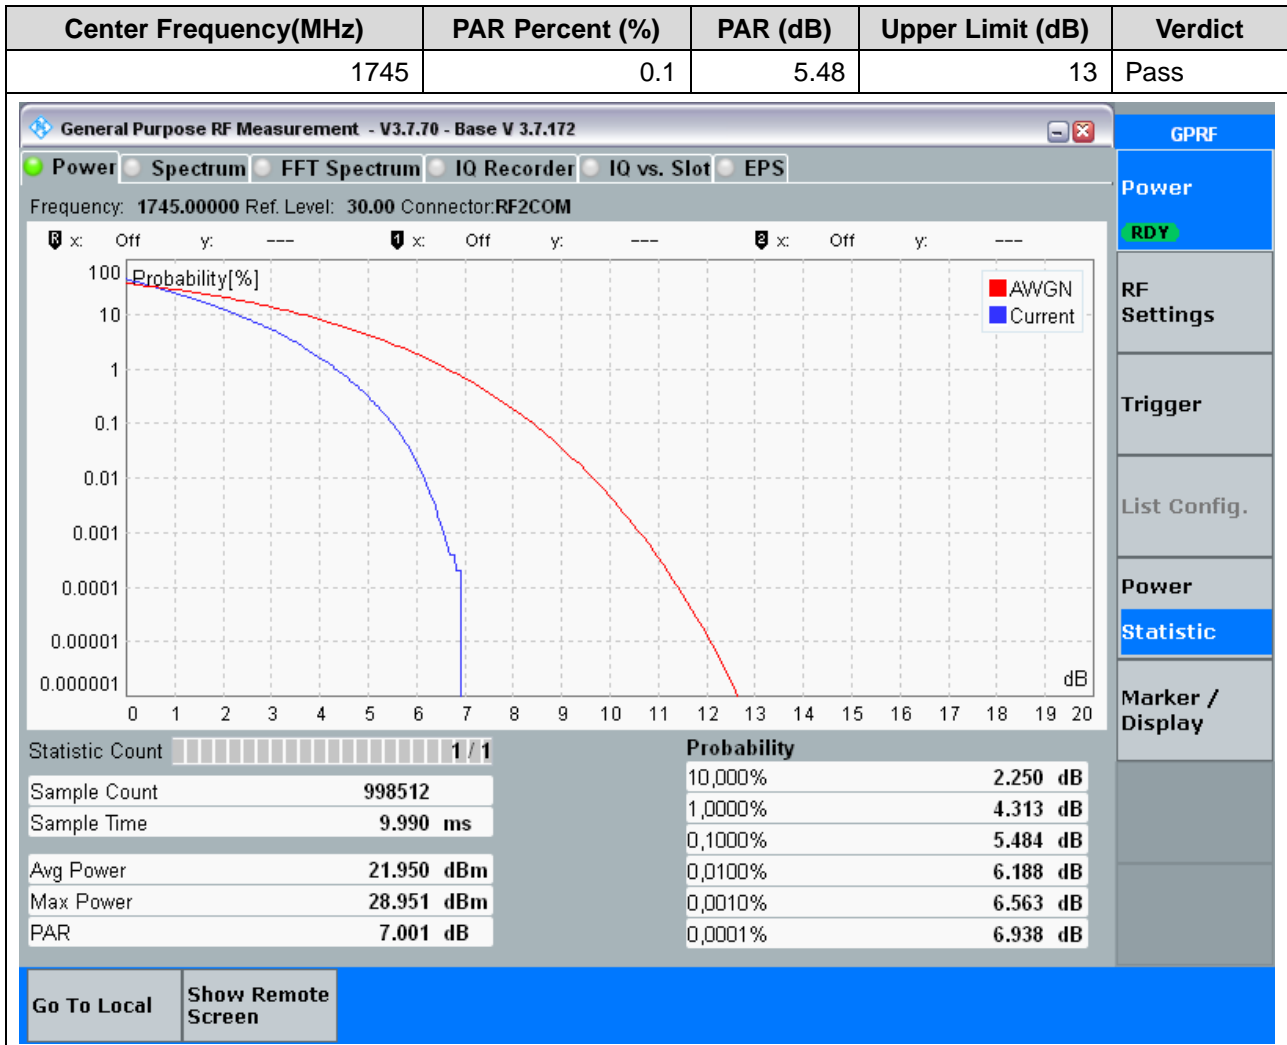 Center Frequency(MHz) PAR Percent (%) PAR (dB) Upper Limit (dB) Verdict
1745 0.1 5.48 13 Pass
General Purpose RF Measurement - V3.7.70 - Base V 3.7.172
GPRF
Power Spectrum FFT Spectrum IQ Recorder IQ vs. Slot EPS
Power
RDY
Frequency: 1745.00000 Ref. Level: 30.00 Connector:RF2COM
R x: Off y: --- 1 x: Off y: --- 2 x: Off y: ---
Probability[%]
100
10
1
0.1
0.01
0.001
0.0001
0.00001
0.000001
AWGN
Current
dB
0 1 2 3 4 5 6 7 8 9 10 11 12 13 14 15 16 17 18 19 20
RF
Settings
Trigger
List Config.
Power
Statistic
Marker /
Display
Statistic Count 1 / 1
Sample Count 998512
Sample Time 9.990 ms
Avg Power 21.950 dBm
Max Power 28.951 dBm
PAR 7.001 dB
Probability
10,000% 2.250 dB
1,0000% 4.313 dB
0,1000% 5.484 dB
0,0100% 6.188 dB
0,0010% 6.563 dB
0,0001% 6.938 dB
Go To Local
Show Remote
Screen